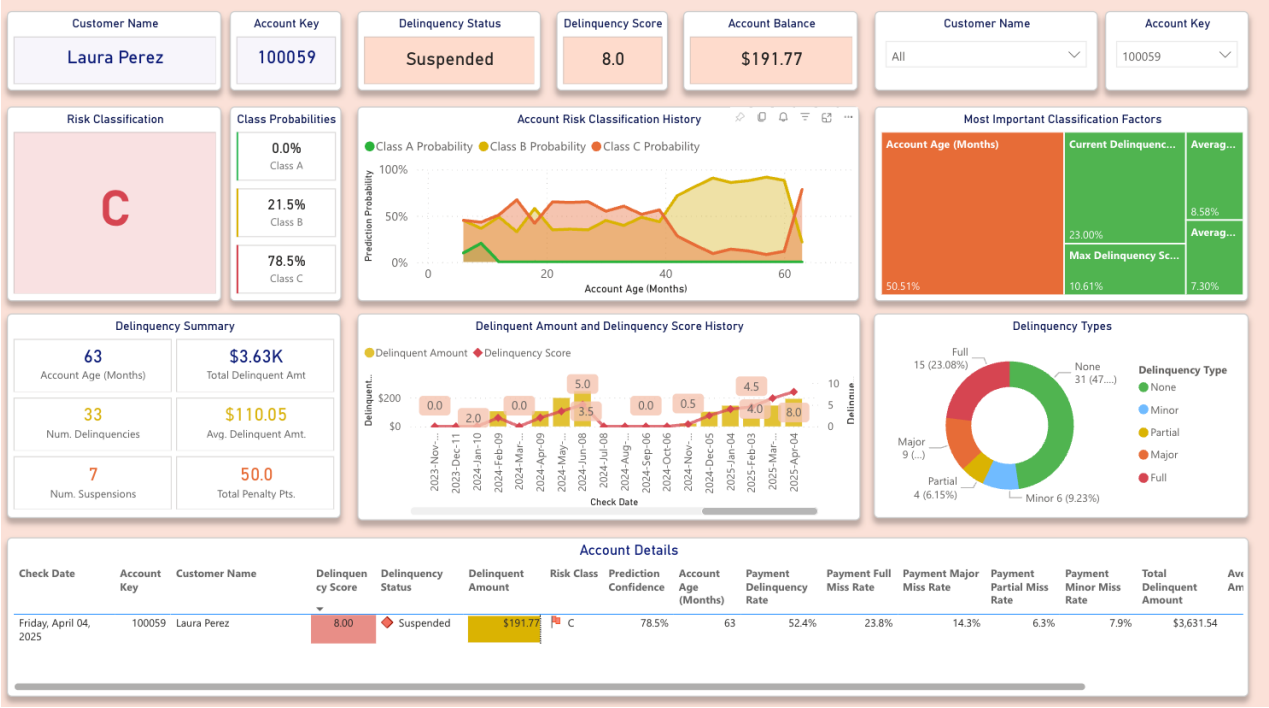 Customer Name
Laura Perez
Account Key
100059
Delinquency Status
Suspended
Delinquency Score
8.0
Account Balance
$191.77
Customer Name
All
Account Key
100059
Risk Classification
C
Class Probabilities
0.0%
Class A
21.5%
Class B
78.5%
Class C
Account Risk Classification History
Class A Probability Class B Probability Class C Probability
Prediction Probability
100%
50%
0%
0 20 40 60
Account Age (Months)
Most Important Classification Factors
Account Age (Months)
50.51%
Current Delinquenc...
23.00%
Max Delinquency Sc...
10.61%
Averag...
8.58%
Averag...
7.30%
Delinquency Summary
63
Account Age (Months)
$3.63K
Total Delinquent Amt
33
Num. Delinquencies
$110.05
Avg. Delinquent Amt.
7
Num. Suspensions
50.0
Total Penalty Pts.
Delinquent Amount and Delinquency Score History
Delinquent Amount Delinquency Score
Delinquent...
$200
$0
0.0
2.0
0.0
5.0
3.5
0.0
0.5
4.5
4.0
8.0
10
5
0
Delinque
2023-Nov-...
2023-Dec-11
2024-Jan-10
2024-Feb-09
2024-Mar-...
2024-Apr-09
2024-May-...
2024-Jun-08
2024-Jul-08
2024-Aug-...
2024-Sep-06
2024-Oct-06
2024-Nov-...
2024-Dec-05
2025-Jan-04
2025-Feb-03
2025-Mar-...
2025-Apr-04
Check Date
Delinquency Types
Full
15 (23.08%)
None
31 (47....)
Major
9 (...)
Partial
4 (6.15%)
Minor 6 (9.23%)
Delinquency Type
None
Minor
Partial
Major
Full
Account Details
Check Date
Account
Key
Customer Name
Delinquen
cy Score
Delinquency
Status
Delinquent
Amount
Risk Class
Prediction
Confidence
Account
Age
(Months)
Payment
Delinquency
Rate
Payment Full
Miss Rate
Payment Major
Miss Rate
Payment
Partial Miss
Rate
Payment
Minor Miss
Rate
Total
Delinquent
Amount
Ave
Am
Friday, April 04,
2025
100059
Laura Perez
8.00
Suspended
$191.77
C
78.5%
63
52.4%
23.8%
14.3%
6.3%
7.9%
$3,631.54